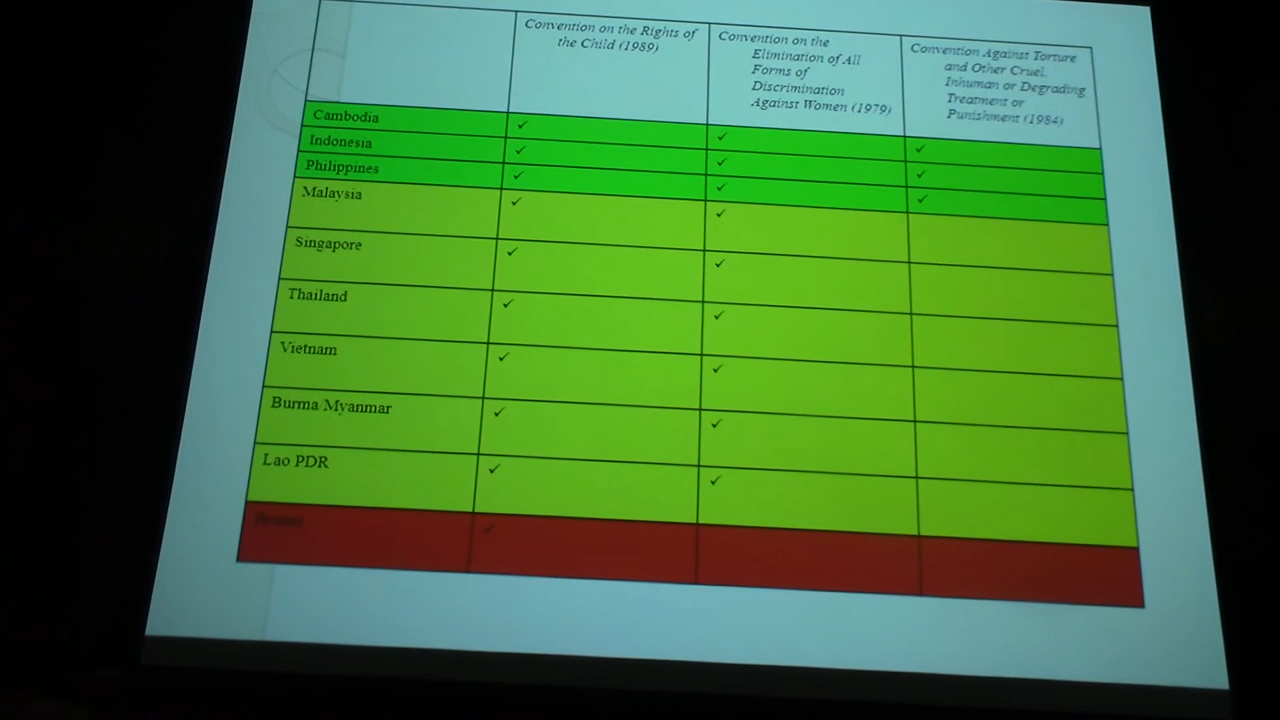 Convention on the Rights of
the Child (1989)
Convention on the
Elimination of All
Forms of
Discrimination
Against Women (1979)
Convention Against Torture
and Other Cruel,
Inhuman or Degrading
Treatment or
Punishment (1984)
Cambodia ✓ ✓ ✓
Indonesia ✓ ✓ ✓
Philippines ✓ ✓ ✓
Malaysia ✓ ✓
Singapore ✓ ✓
Thailand ✓ ✓
Vietnam ✓ ✓
Burma/Myanmar ✓ ✓
Lao PDR ✓ ✓
✓